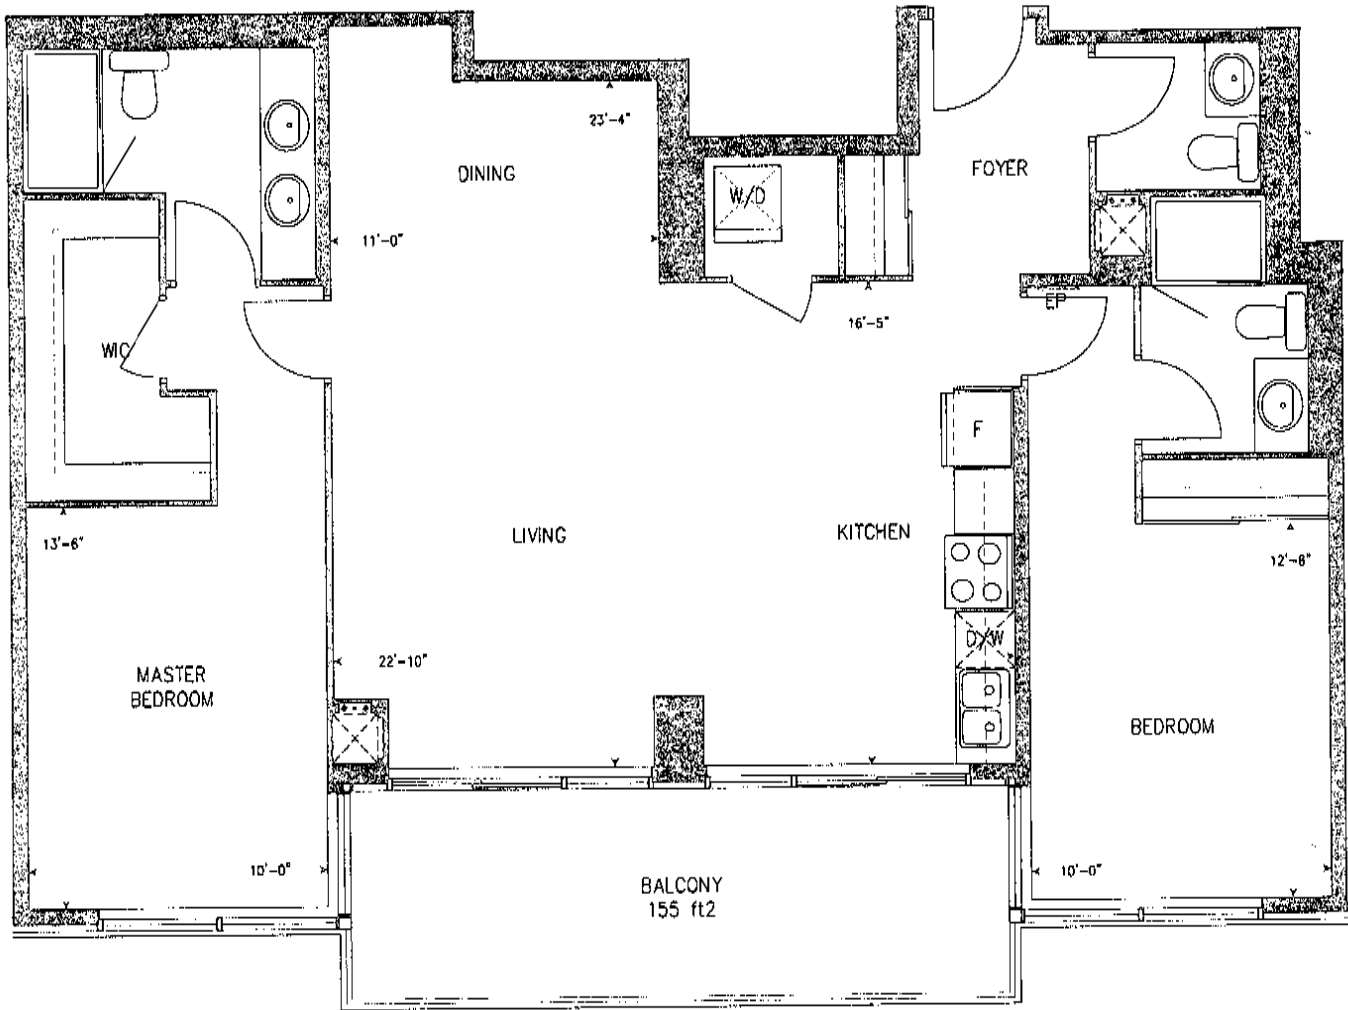 23'-4"
DINING
W/D
FOYER
11'-0"
EP
16'-5"
WIC
F
LIVING
KITCHEN
13'-6"
12'-6"
D/W
22'-10"
MASTER
BEDROOM
BEDROOM
10'-0"
10'-0"
BALCONY
155 ft2